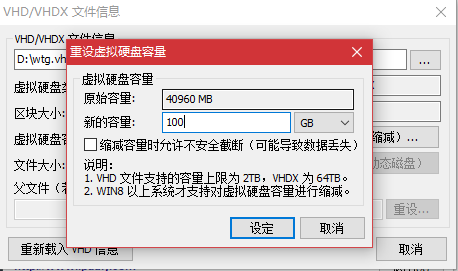 VHD/VHDX 文件信息
VHD/VHDX 文件信息
重设虚拟硬盘容量
D:\wtg.vh
...
虚拟硬盘容量
原始容量: 40960 MB
新的容量: 100 GB
缩减容量时允许不安全截断（可能导致数据丢失）
说明:
1. VHD 文件支持的容量上限为 2TB，VHDX 为 64TB。
2. WIN8 以上系统才支持对虚拟硬盘容量进行缩减。
设定 取消
虚拟硬盘
区块大小:
虚拟硬盘容 缩减)...
文件大小: 动态磁盘)
父文件 重设...
重新载入 VHD 信息 取消